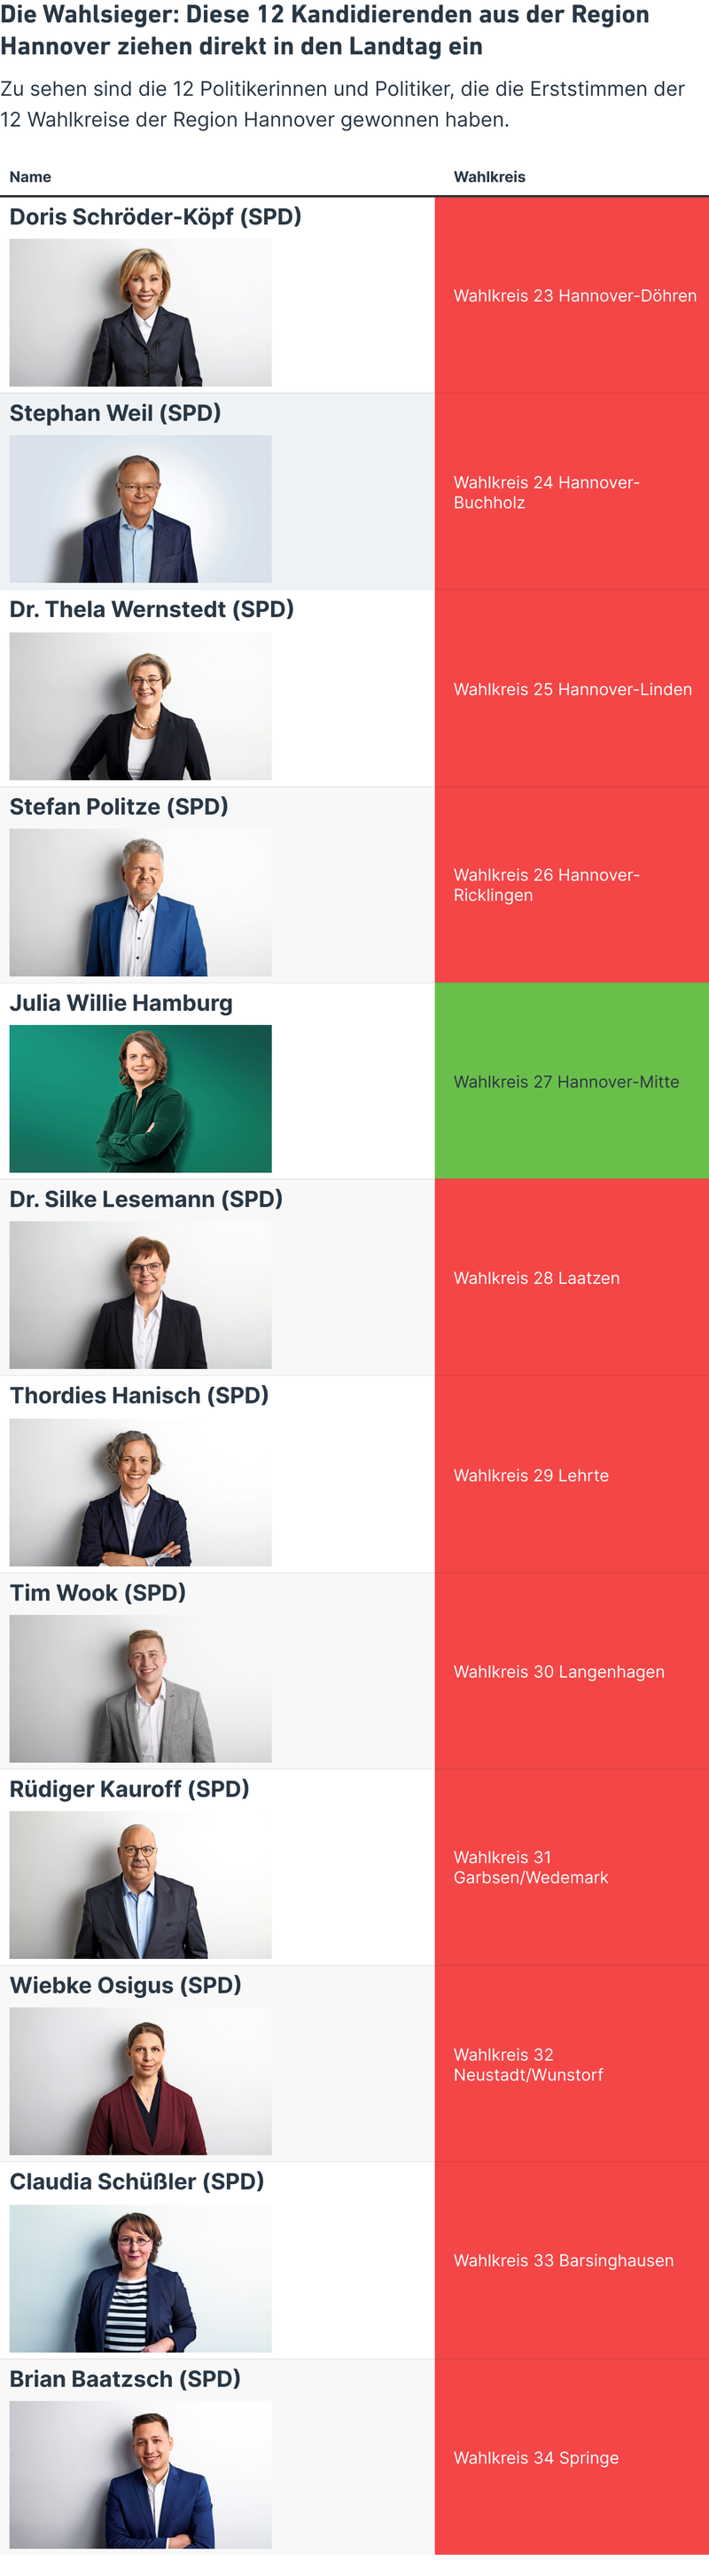 Die Wahlsieger: Diese 12 Kandidierenden aus der Region
Hannover ziehen direkt in den Landtag ein
Zu sehen sind die 12 Politikerinnen und Politiker, die die Erststimmen der
12 Wahlkreise der Region Hannover gewonnen haben.
Name
Wahlkreis
Doris Schröder-Köpf (SPD)
Wahlkreis 23 Hannover-Döhren
Stephan Weil (SPD)
Wahlkreis 24 Hannover-
Buchholz
Dr. Thela Wernstedt (SPD)
Wahlkreis 25 Hannover-Linden
Stefan Politze (SPD)
Wahlkreis 26 Hannover-
Ricklingen
Julia Willie Hamburg
Wahlkreis 27 Hannover-Mitte
Dr. Silke Lesemann (SPD)
Wahlkreis 28 Laatzen
Thordies Hanisch (SPD)
Wahlkreis 29 Lehrte
Tim Wook (SPD)
Wahlkreis 30 Langenhagen
Rüdiger Kauroff (SPD)
Wahlkreis 31
Garbsen/Wedemark
Wiebke Osigus (SPD)
Wahlkreis 32
Neustadt/Wunstorf
Claudia Schüßler (SPD)
Wahlkreis 33 Barsinghausen
Brian Baatzsch (SPD)
Wahlkreis 34 Springe